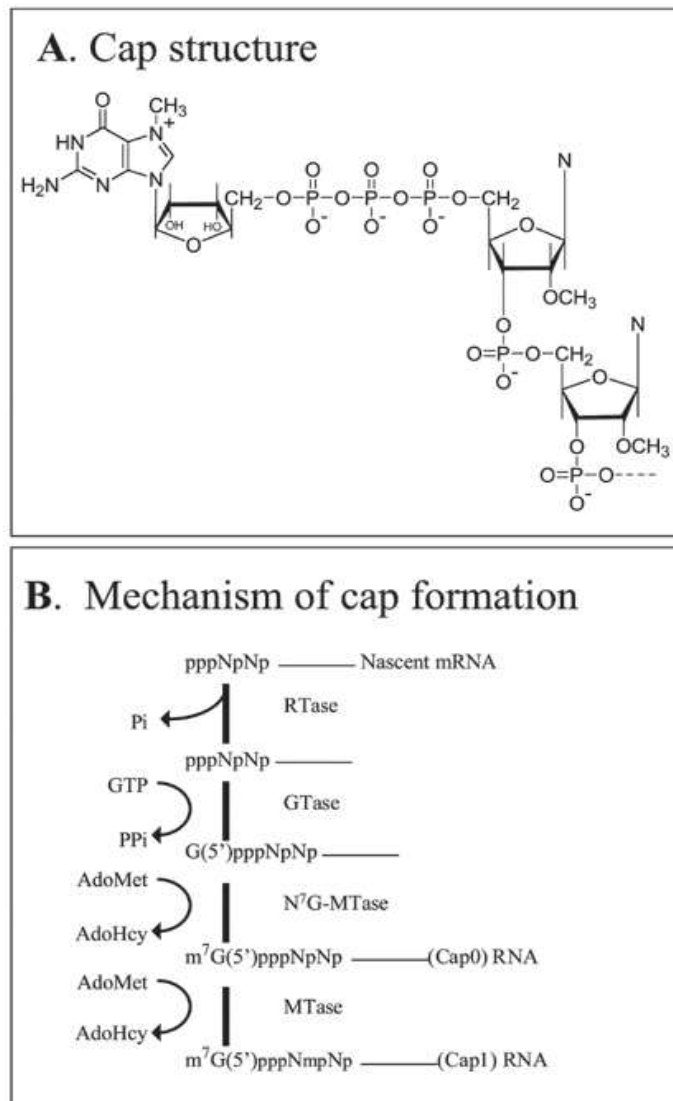 A. Cap structure
O
CH₃
N
+
HN
H₂N
N
N
OH
HO
O
CH₂–O–P–O–P–O–P–O–CH₂
O O O
O⁻ O⁻ O⁻
N
O
OCH₃
O
O=P–O–CH₂
O⁻
N
O
O
OCH₃
O=P–O----
O⁻
B. Mechanism of cap formation
pppNpNp ——— Nascent mRNA
RTase
Pi
pppNpNp ———
GTP
GTase
PPi
G(5’)pppNpNp ———
AdoMet
N⁷G-MTase
AdoHcy
m⁷G(5’)pppNpNp ———(Cap0) RNA
AdoMet
MTase
AdoHcy
m⁷G(5’)pppNmpNp ———(Cap1) RNA